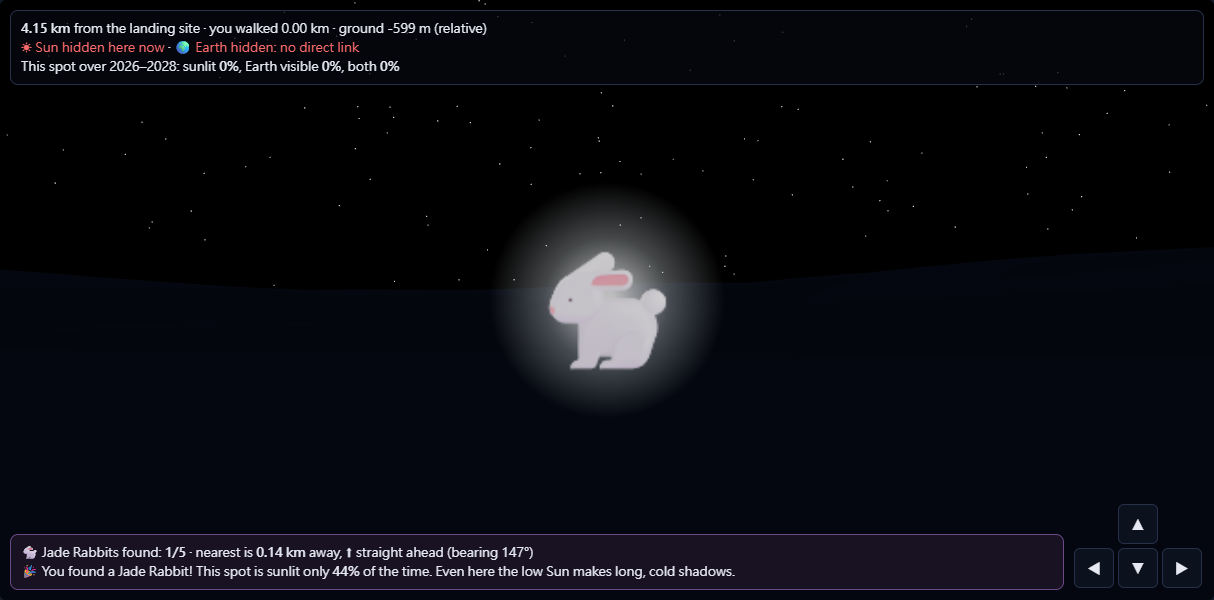 4.15 km from the landing site · you walked 0.00 km · ground -599 m (relative)
☀ Sun hidden here now · 🌍 Earth hidden: no direct link
This spot over 2026–2028: sunlit 0%, Earth visible 0%, both 0%
🐇 Jade Rabbits found: 1/5 · nearest is 0.14 km away, ⬆ straight ahead (bearing 147°)
🎉 You found a Jade Rabbit! This spot is sunlit only 44% of the time. Even here the low Sun makes long, cold shadows.
▲
◀ ▼ ▶